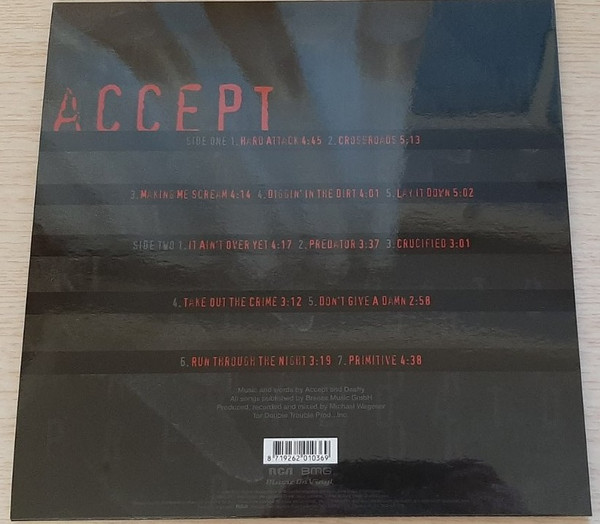 ACCEPT
SIDE ONE 1. HARD ATTACK 4:45 2. CROSSROADS 5:13
3. MAKING ME SCREAM 4:14 4. DIGGIN' IN THE DIRT 4:01 5. LAY IT DOWN 5:02
SIDE TWO 1. IT AIN'T OVER YET 4:17 2. PREDATOR 3:37 3. CRUCIFIED 3:01
4. TAKE OUT THE CRIME 3:12 5. DON'T GIVE A DAMN 2:58
6. RUN THROUGH THE NIGHT 3:19 7. PRIMITIVE 4:38
Music and words by Accept and Deaffy
All songs published by Breeze Music GmbH
Produced, recorded and mixed by Michael Wagener
for Double Trouble Prod., Inc.
8 719262 010369
RCA BMG
Music On Vinyl